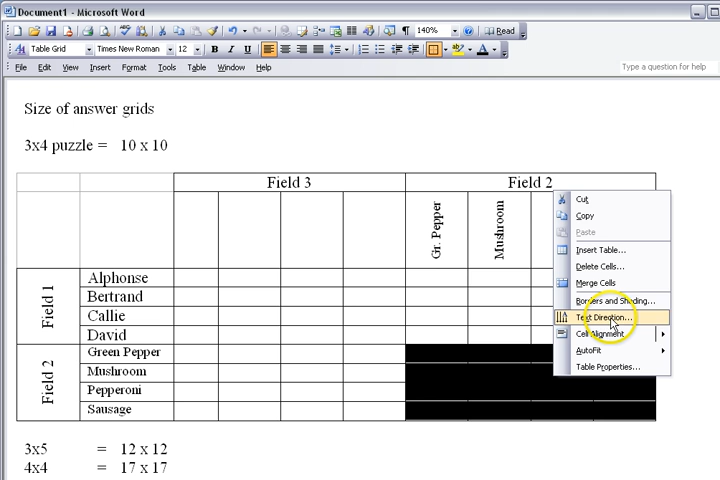 Document1 - Microsoft Word
140%
Read
Table Grid
Times New Roman
12
B I U
File Edit View Insert Format Tools Table Window Help
Type a question for help
Size of answer grids
3x4 puzzle = 10 x 10
Field 3
Field 2
Gr. Pepper
Mushroom
Field 1
Alphonse
Bertrand
Callie
David
Field 2
Green Pepper
Mushroom
Pepperoni
Sausage
3x5 = 12 x 12
4x4 = 17 x 17
Cut
Copy
Paste
Insert Table...
Delete Cells...
Merge Cells
Borders and Shading...
Text Direction...
Cell Alignment
AutoFit
Table Properties...